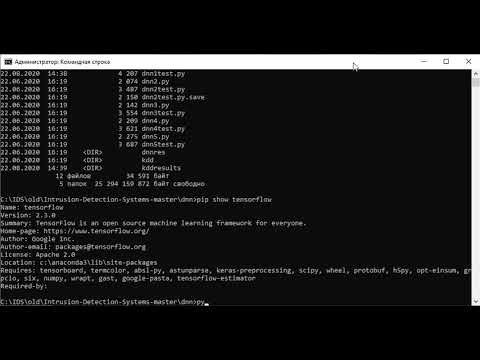 Администратор: Командная строка
22.08.2020 14:38 4 207 dnn1test.py
22.06.2020 16:19 2 074 dnn2.py
22.06.2020 16:19 3 487 dnn2test.py
22.06.2020 16:19 2 150 dnn2test.py.save
22.06.2020 16:19 2 142 dnn3.py
22.06.2020 16:19 3 554 dnn3test.py
22.06.2020 16:19 2 209 dnn4.py
22.06.2020 16:19 3 621 dnn4test.py
22.06.2020 16:19 2 275 dnn5.py
22.06.2020 16:19 3 687 dnn5test.py
22.06.2020 16:19 <DIR> dnnres
22.06.2020 16:19 <DIR> kdd
22.08.2020 14:39 <DIR> kddresults
12 файлов 34 591 байт
5 папок 25 294 159 872 байт свободно
C:\IDS\old\Intrusion-Detection-Systems-master\dnn>pip show tensorflow
Name: tensorflow
Version: 2.3.0
Summary: TensorFlow is an open source machine learning framework for everyone.
Home-page: https://www.tensorflow.org/
Author: Google Inc.
Author-email: packages@tensorflow.org
License: Apache 2.0
Location: c:\anaconda3\lib\site-packages
Requires: tensorboard, termcolor, absl-py, astunparse, keras-preprocessing, scipy, wheel, protobuf, h5py, opt-einsum, gr
pcio, six, numpy, wrapt, gast, google-pasta, tensorflow-estimator
Required-by:
C:\IDS\old\Intrusion-Detection-Systems-master\dnn>py